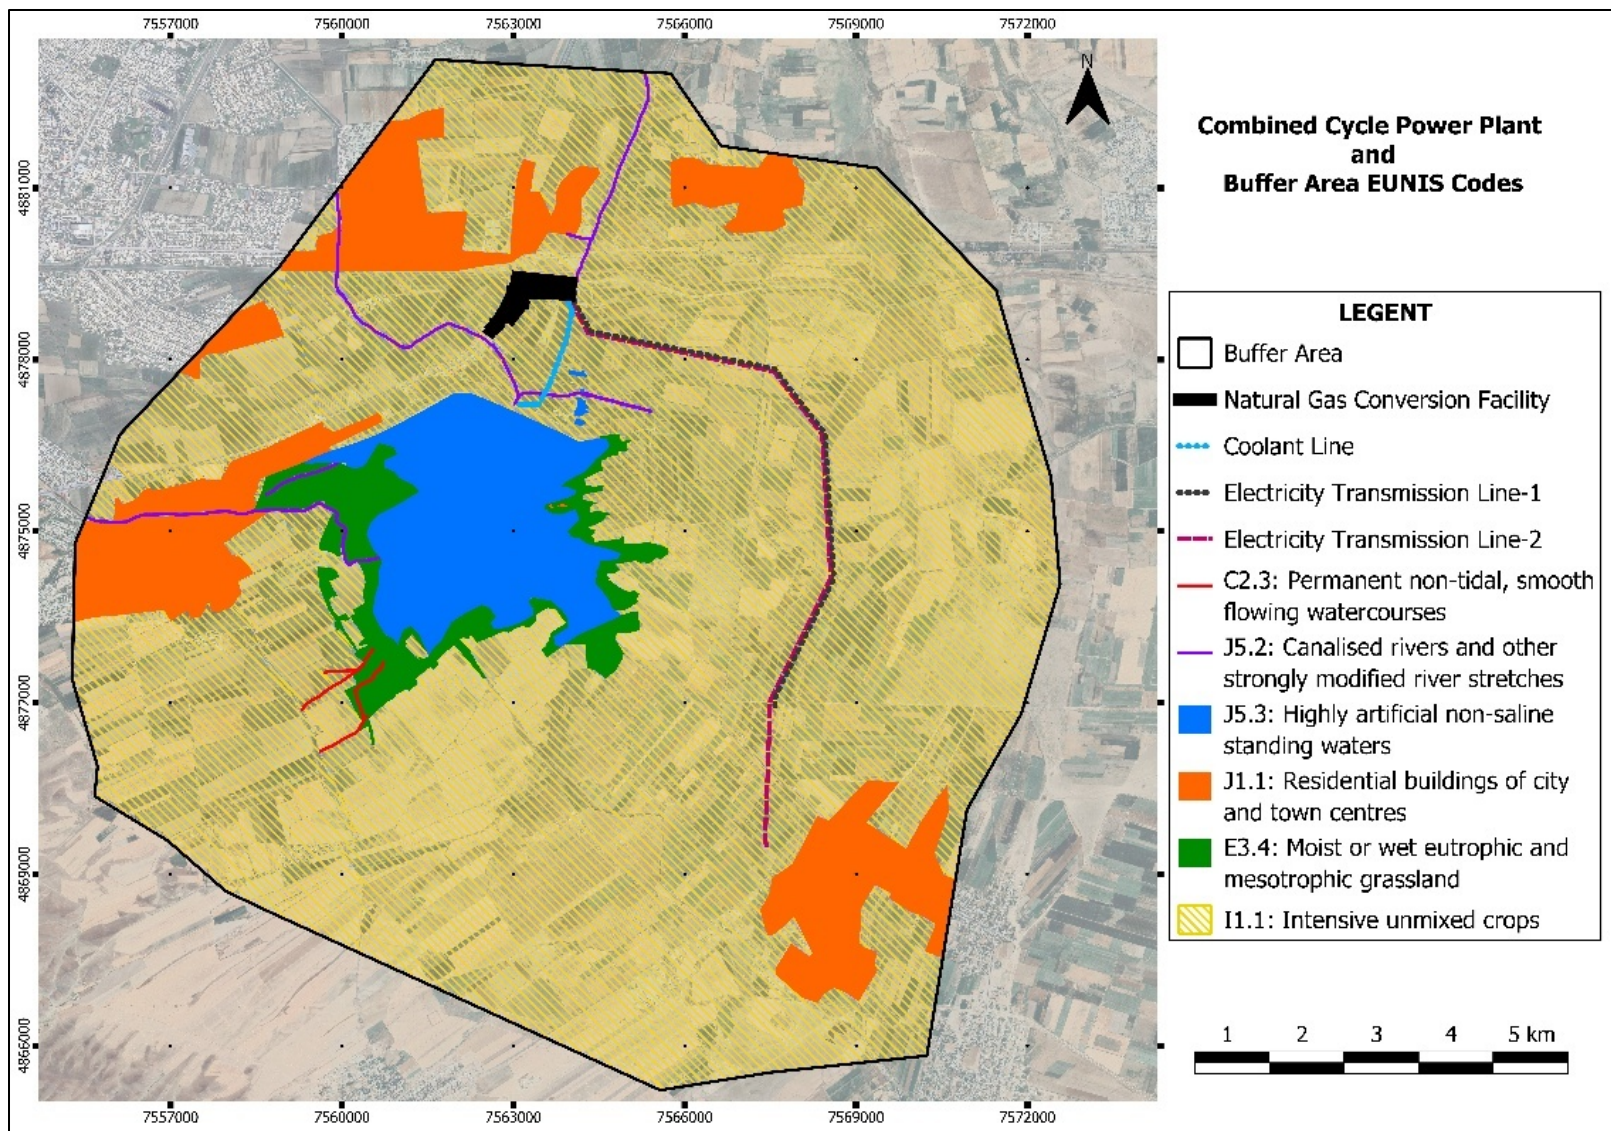 7557000 7560000 7563000 7566000 7569000 7572000
N
Combined Cycle Power Plant
and
Buffer Area EUNIS Codes
4881000
4878000
4875000
4877000
4869000
4866000
LEGENT
Buffer Area
Natural Gas Conversion Facility
Coolant Line
Electricity Transmission Line-1
Electricity Transmission Line-2
C2.3: Permanent non-tidal, smooth
flowing watercourses
J5.2: Canalised rivers and other
strongly modified river stretches
J5.3: Highly artificial non-saline
standing waters
J1.1: Residential buildings of city
and town centres
E3.4: Moist or wet eutrophic and
mesotrophic grassland
I1.1: Intensive unmixed crops
1 2 3 4 5 km
7557000 7560000 7563000 7566000 7569000 7572000